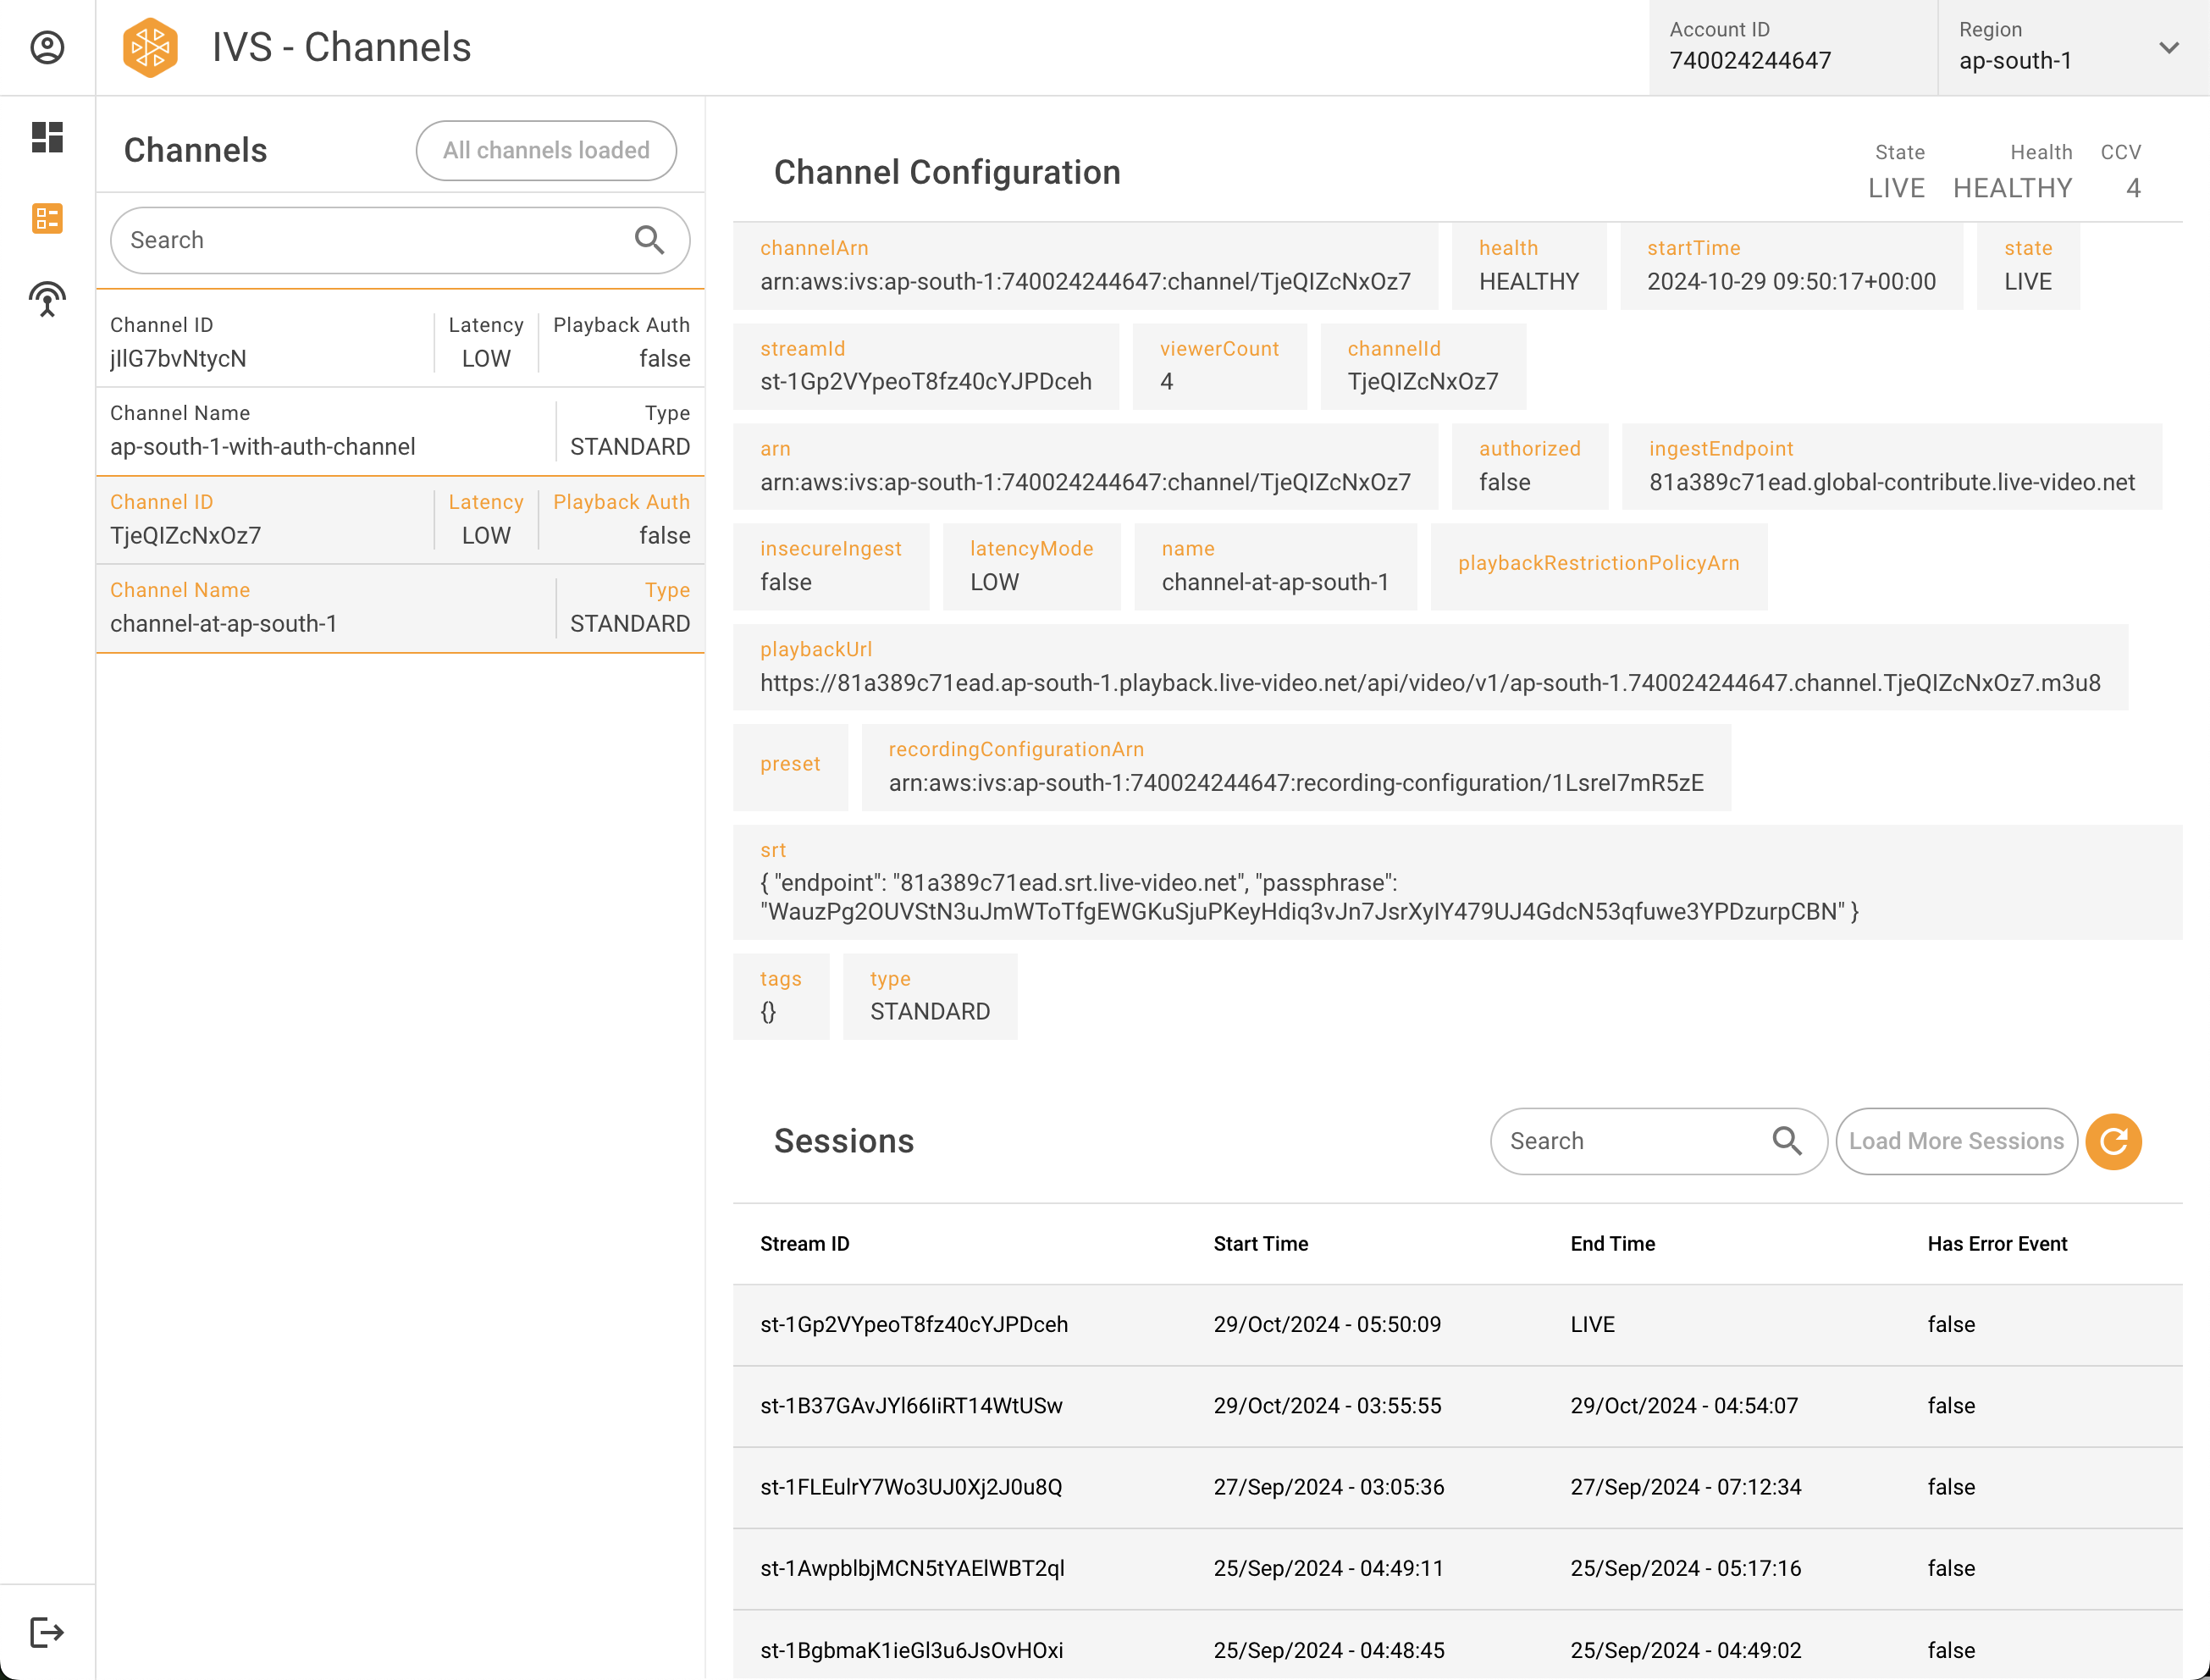 IVS - Channels
Account ID
740024244647
Region
ap-south-1
Channels
All channels loaded
Search
Channel ID
Latency
Playback Auth
jIlG7bvNtycN
LOW
false
Channel Name
Type
ap-south-1-with-auth-channel
STANDARD
Channel ID
Latency
Playback Auth
TjeQIZcNxOz7
LOW
false
Channel Name
Type
channel-at-ap-south-1
STANDARD
Channel Configuration
State
LIVE
Health
HEALTHY
CCV
4
channelArn
arn:aws:ivs:ap-south-1:740024244647:channel/TjeQIZcNxOz7
health
HEALTHY
startTime
2024-10-29 09:50:17+00:00
state
LIVE
streamId
st-1Gp2VYpeoT8fz40cYJPDceh
viewerCount
4
channelId
TjeQIZcNxOz7
arn
arn:aws:ivs:ap-south-1:740024244647:channel/TjeQIZcNxOz7
authorized
false
ingestEndpoint
81a389c71ead.global-contribute.live-video.net
insecureIngest
false
latencyMode
LOW
name
channel-at-ap-south-1
playbackRestrictionPolicyArn
playbackUrl
https://81a389c71ead.ap-south-1.playback.live-video.net/api/video/v1/ap-south-1.740024244647.channel.TjeQIZcNxOz7.m3u8
preset
recordingConfigurationArn
arn:aws:ivs:ap-south-1:740024244647:recording-configuration/1LsreI7mR5zE
srt
{ "endpoint": "81a389c71ead.srt.live-video.net", "passphrase":
"WauzPg2OUVStN3uJmWToTfgEWGKuSjuPKeyHdiq3vJn7JsrXyIY479UJ4GdcN53qfuwe3YPDzurpCBN" }
tags
{}
type
STANDARD
Sessions
Search
Load More Sessions
Stream ID
Start Time
End Time
Has Error Event
st-1Gp2VYpeoT8fz40cYJPDceh
29/Oct/2024 - 05:50:09
LIVE
false
st-1B37GAvJYl66IiRT14WtUSw
29/Oct/2024 - 03:55:55
29/Oct/2024 - 04:54:07
false
st-1FLEulrY7Wo3UJ0Xj2J0u8Q
27/Sep/2024 - 03:05:36
27/Sep/2024 - 07:12:34
false
st-1AwpblbjMCN5tYAElWBT2ql
25/Sep/2024 - 04:49:11
25/Sep/2024 - 05:17:16
false
st-1BgbmaK1ieGl3u6JsOvHOxi
25/Sep/2024 - 04:48:45
25/Sep/2024 - 04:49:02
false